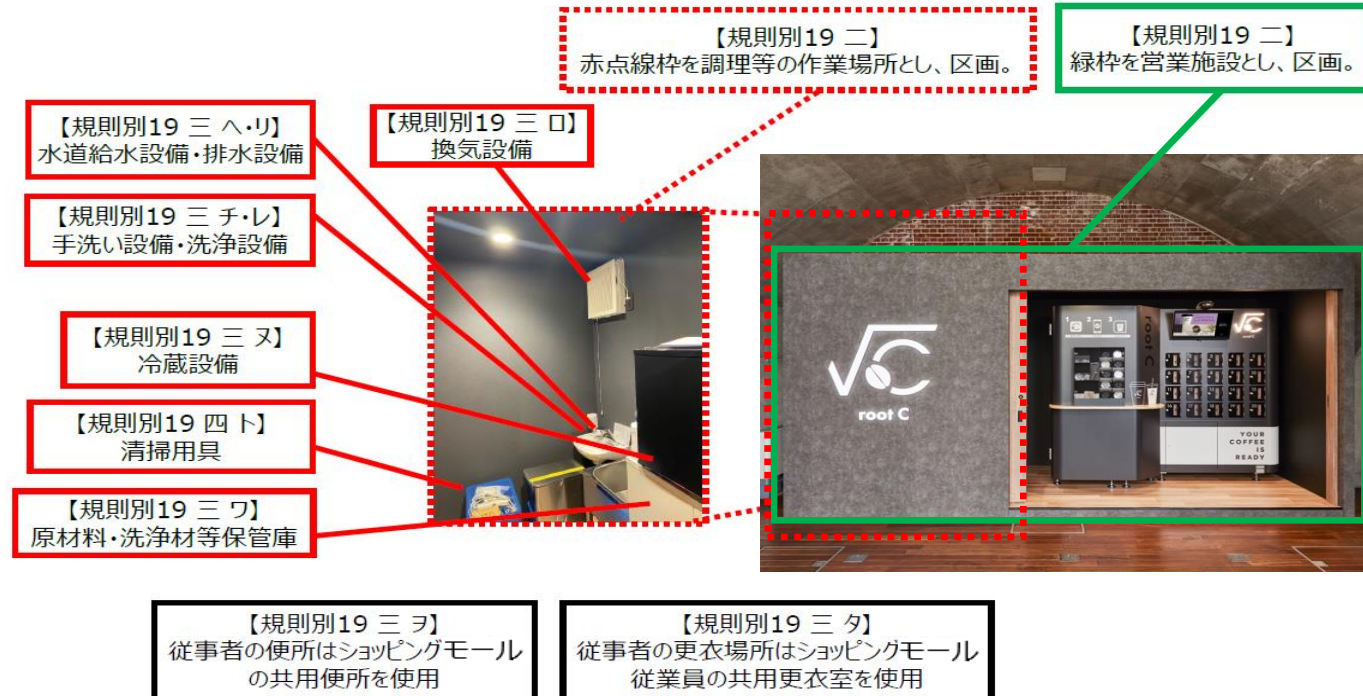 【規則別19 二】
赤点線枠を調理等の作業場所とし、区画。
【規則別19 二】
緑枠を営業施設とし、区画。
【規則別19 三 ヘ・リ】
水道給水設備・排水設備
【規則別19 三 ロ】
換気設備
【規則別19 三 チ・レ】
手洗い設備・洗浄設備
【規則別19 三 ヌ】
冷蔵設備
【規則別19 四 ト】
清掃用具
【規則別19 三 ワ】
原材料・洗浄材等保管庫
√C
root C
1 2 3
root C
√C
YOUR
COFFEE
IS
READY
【規則別19 三 ヲ】
従事者の便所はショッピングモール
の共用便所を使用
【規則別19 三 タ】
従事者の更衣場所はショッピングモール
従業員の共用更衣室を使用